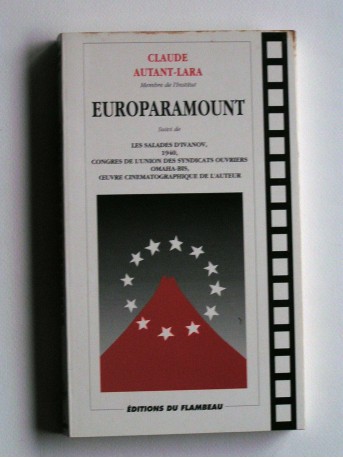 CLAUDE
AUTANT-LARA
Membre de l'Institut
EUROPARAMOUNT
Suivi de
LES SALADES D'IVANOV,
1940,
CONGRES DE L'UNION DES SYNDICATS OUVRIERS
OMAHA-BIS,
ŒUVRE CINEMATOGRAPHIQUE DE L'AUTEUR
ÉDITIONS DU FLAMBEAU